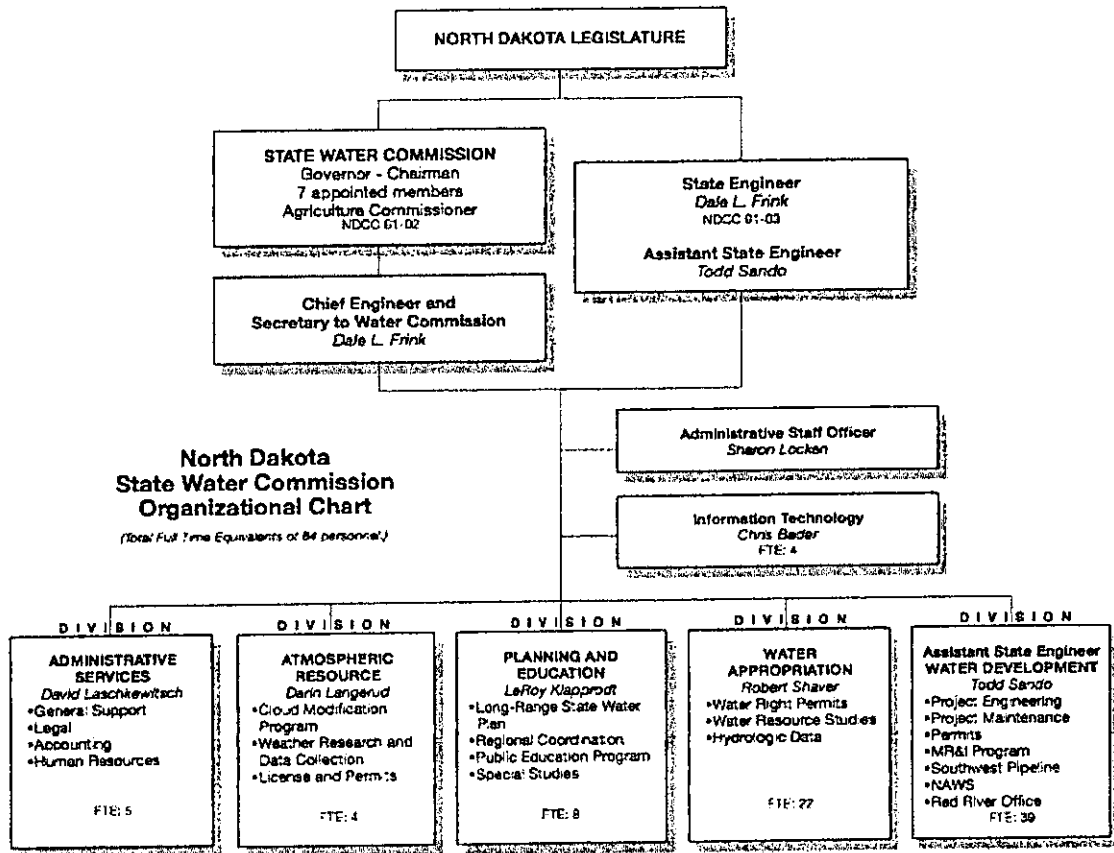 NORTH DAKOTA LEGISLATURE
STATE WATER COMMISSION
Governor - Chairman
7 appointed members
Agriculture Commissioner
NDCC 61-02
State Engineer
Dale L. Frink
NDCC 61-03
Assistant State Engineer
Todd Sando
Chief Engineer and
Secretary to Water Commission
Dale L. Frink
Administrative Staff Officer
Sharon Locken
North Dakota
State Water Commission
Organizational Chart
(Total Full Time Equivalents of 84 personnel.)
Information Technology
Chris Bader
FTE: 4
DIVISION
ADMINISTRATIVE
SERVICES
David Laschkewitsch
•General Support
•Legal
•Accounting
•Human Resources
FTE: 5
DIVISION
ATMOSPHERIC
RESOURCE
Darin Langerud
•Cloud Modification
Program
•Weather Research and
Data Collection
•License and Permits
FTE: 4
DIVISION
PLANNING AND
EDUCATION
LeRoy Klapprodt
•Long-Range State Water
Plan
•Regional Coordination
•Public Education Program
•Special Studies
FTE: 8
DIVISION
WATER
APPROPRIATION
Robert Shaver
•Water Right Permits
•Water Resource Studies
•Hydrologic Data
FTE: 22
DIVISION
Assistant State Engineer
WATER DEVELOPMENT
Todd Sando
•Project Engineering
•Project Maintenance
•Permits
•MR&I Program
•Southwest Pipeline
•NAWS
•Red River Office
FTE: 39